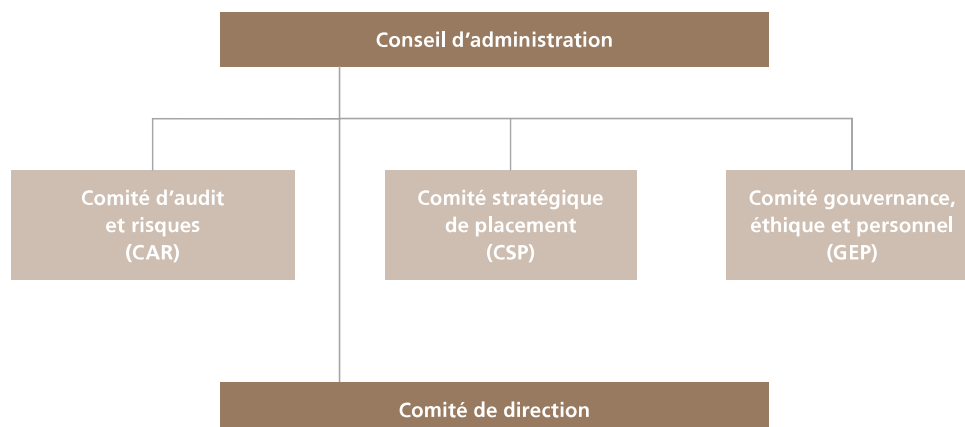 Conseil d’administration
Comité d’audit
et risques
(CAR)
Comité stratégique
de placement
(CSP)
Comité gouvernance,
éthique et personnel
(GEP)
Comité de direction